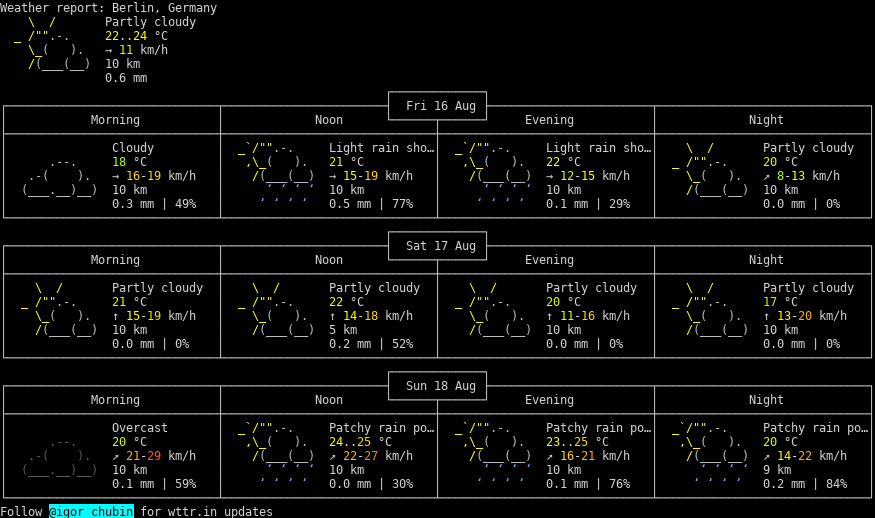 Weather report: Berlin, Germany
Partly cloudy
22..24 °C
→ 11 km/h
10 km
0.6 mm
Fri 16 Aug
Morning Noon Evening Night
Cloudy Light rain sho… Light rain sho… Partly cloudy
18 °C 21 °C 22 °C 20 °C
→ 16-19 km/h → 15-19 km/h → 12-15 km/h ↗ 8-13 km/h
10 km 10 km 10 km 10 km
0.3 mm | 49% 0.5 mm | 77% 0.1 mm | 29% 0.0 mm | 0%
Sat 17 Aug
Morning Noon Evening Night
Partly cloudy Partly cloudy Partly cloudy Partly cloudy
21 °C 22 °C 20 °C 17 °C
↑ 15-19 km/h ↑ 14-18 km/h ↑ 11-16 km/h ↑ 13-20 km/h
10 km 5 km 10 km 10 km
0.0 mm | 0% 0.2 mm | 52% 0.0 mm | 0% 0.0 mm | 0%
Sun 18 Aug
Morning Noon Evening Night
Overcast Patchy rain po… Patchy rain po… Patchy rain po…
20 °C 24..25 °C 23..25 °C 20 °C
↗ 21-29 km/h ↗ 22-27 km/h ↗ 16-21 km/h ↗ 14-22 km/h
10 km 10 km 10 km 9 km
0.1 mm | 59% 0.0 mm | 30% 0.1 mm | 76% 0.2 mm | 84%
Follow @igor_chubin for wttr.in updates